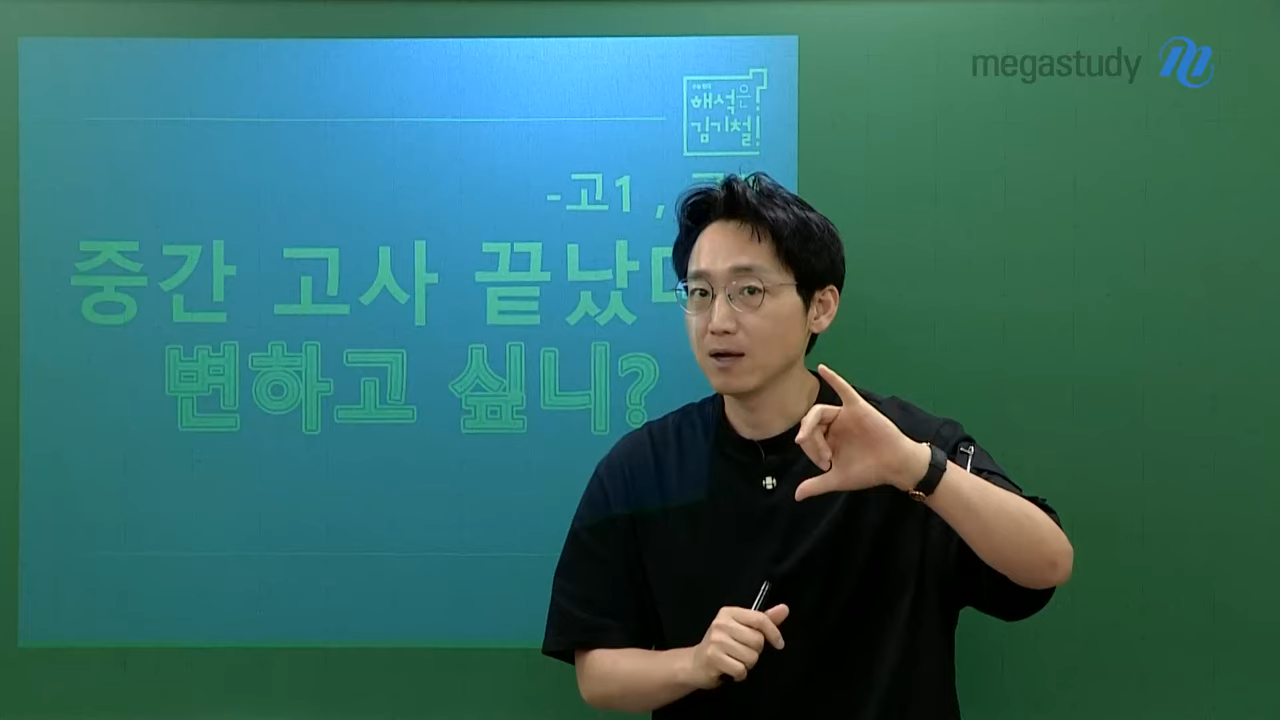 megastudy
해석은!
김기철!
-고1 ,
중간 고사 끝났
변하고 싶니?